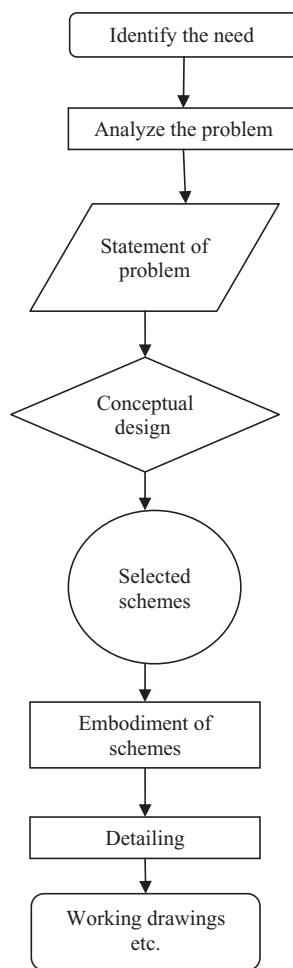 Identify the need
Analyze the problem
Statement of
problem
Conceptual
design
Selected
schemes
Embodiment of
schemes
Detailing
Working drawings
etc.